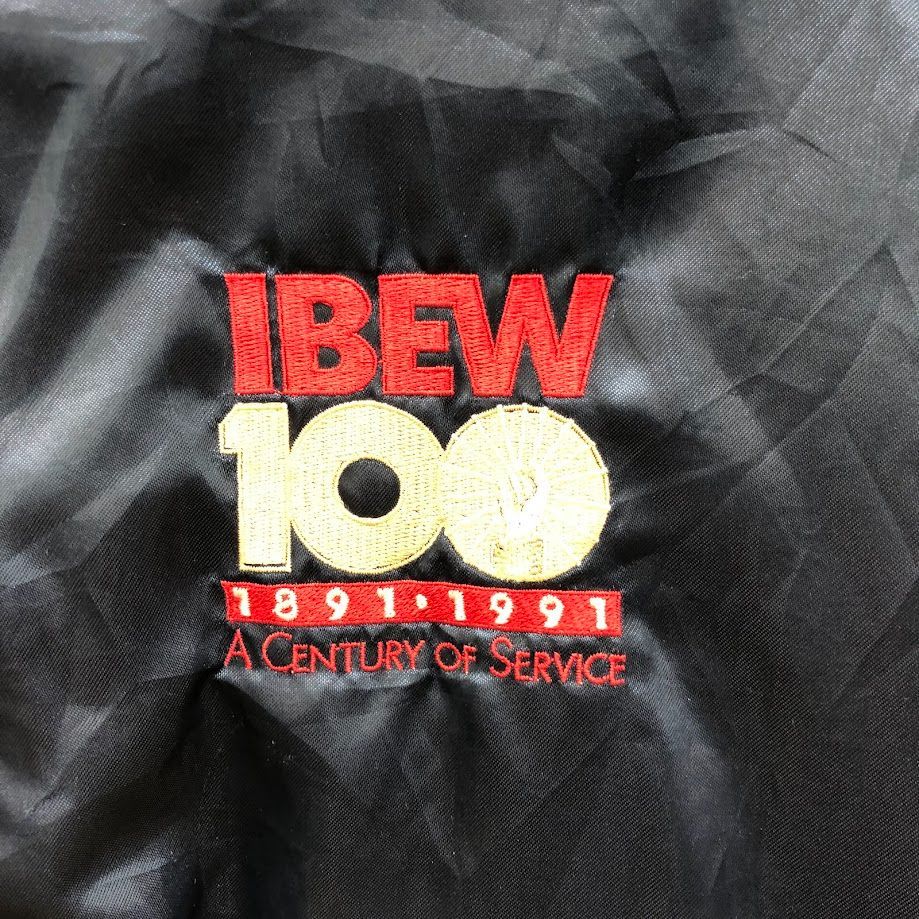 IBEW
100
1891·1991
A CENTURY OF SERVICE